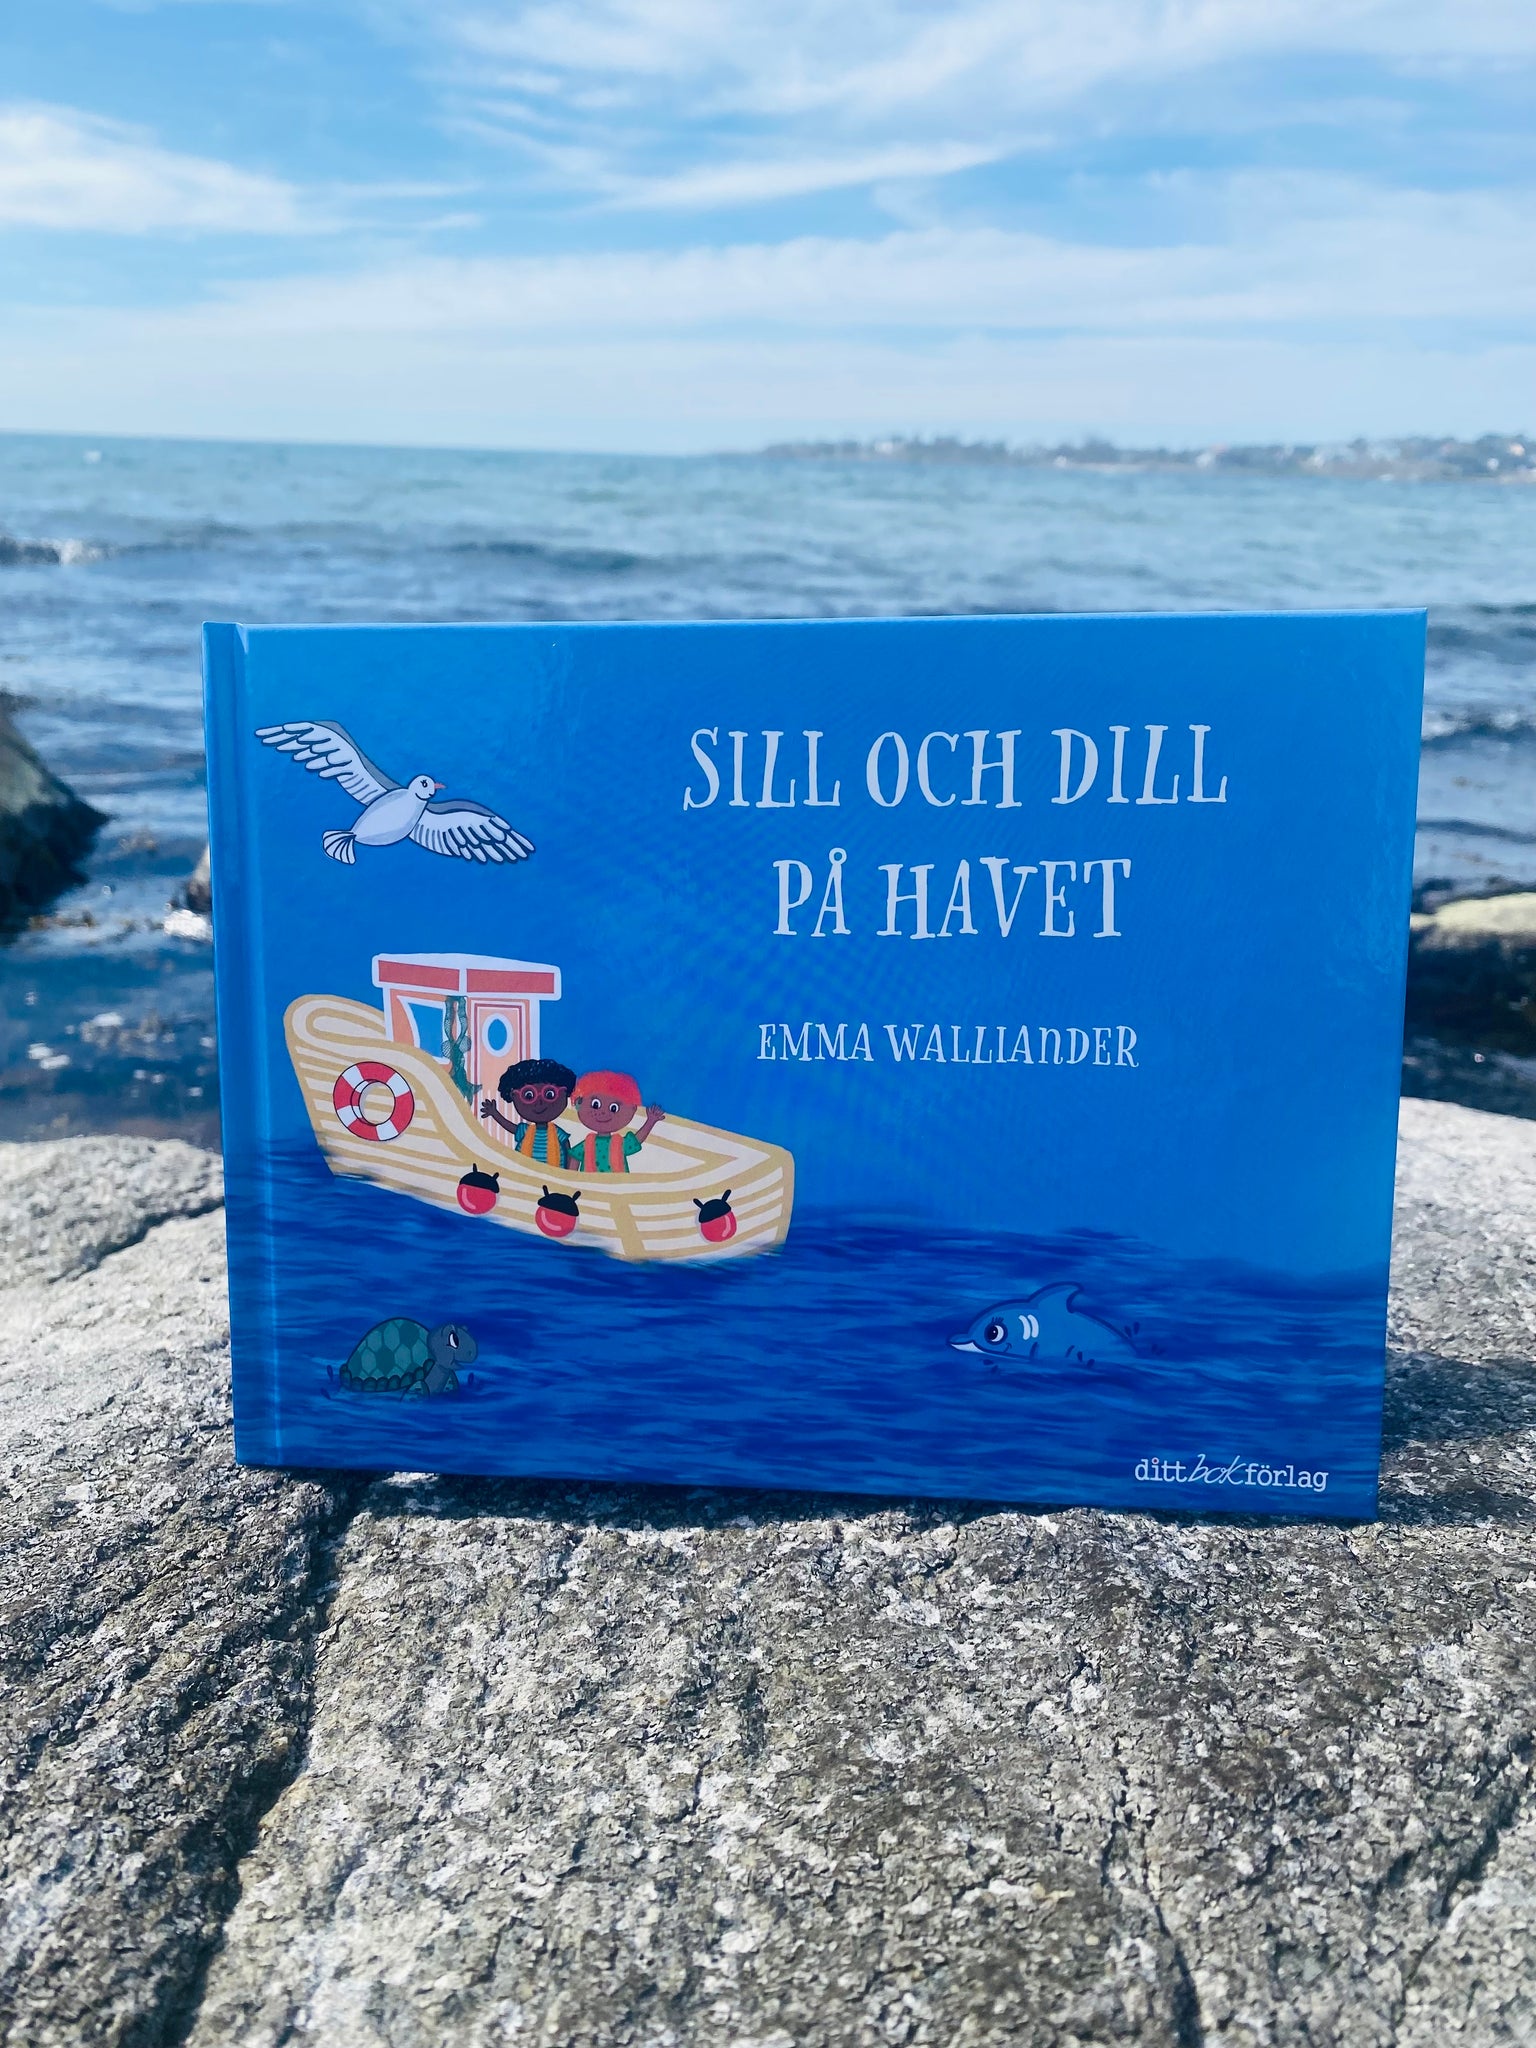 SILL OCH DILL
PÅ HAVET
EMMA WALLIANDER
dittbokförlag